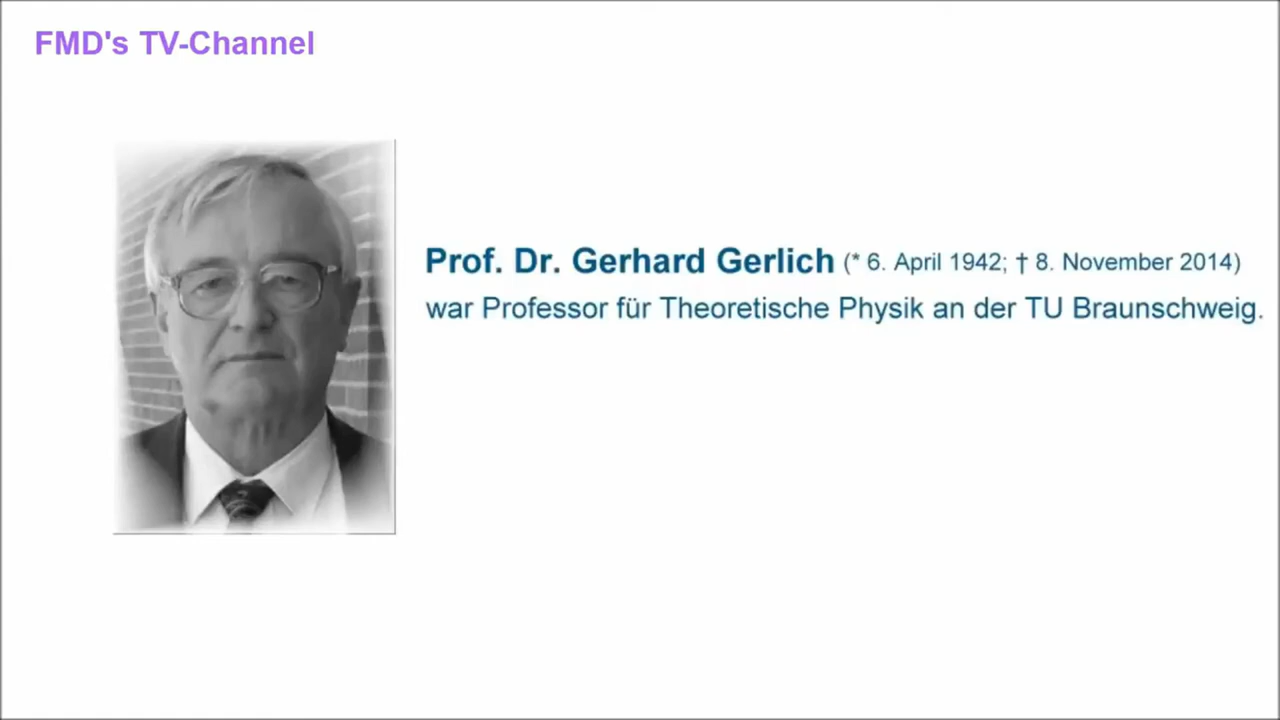 FMD's TV-Channel
Prof. Dr. Gerhard Gerlich (* 6. April 1942; † 8. November 2014)
war Professor für Theoretische Physik an der TU Braunschweig.